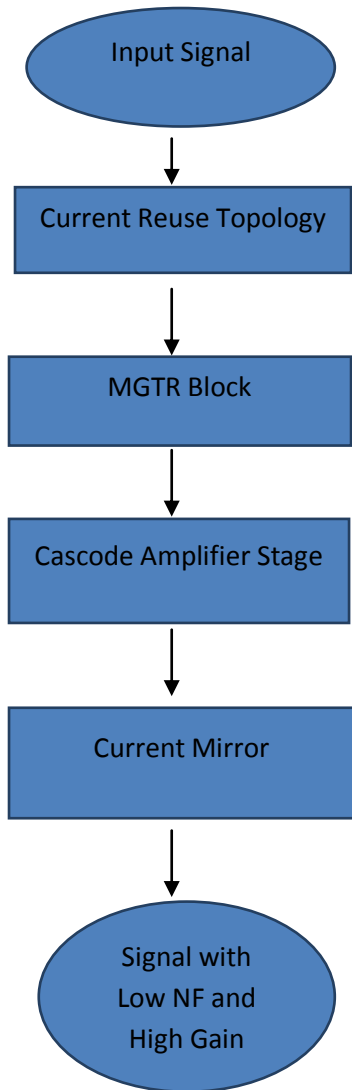 Input Signal
Current Reuse Topology
MGTR Block
Cascode Amplifier Stage
Current Mirror
Signal with
Low NF and
High Gain